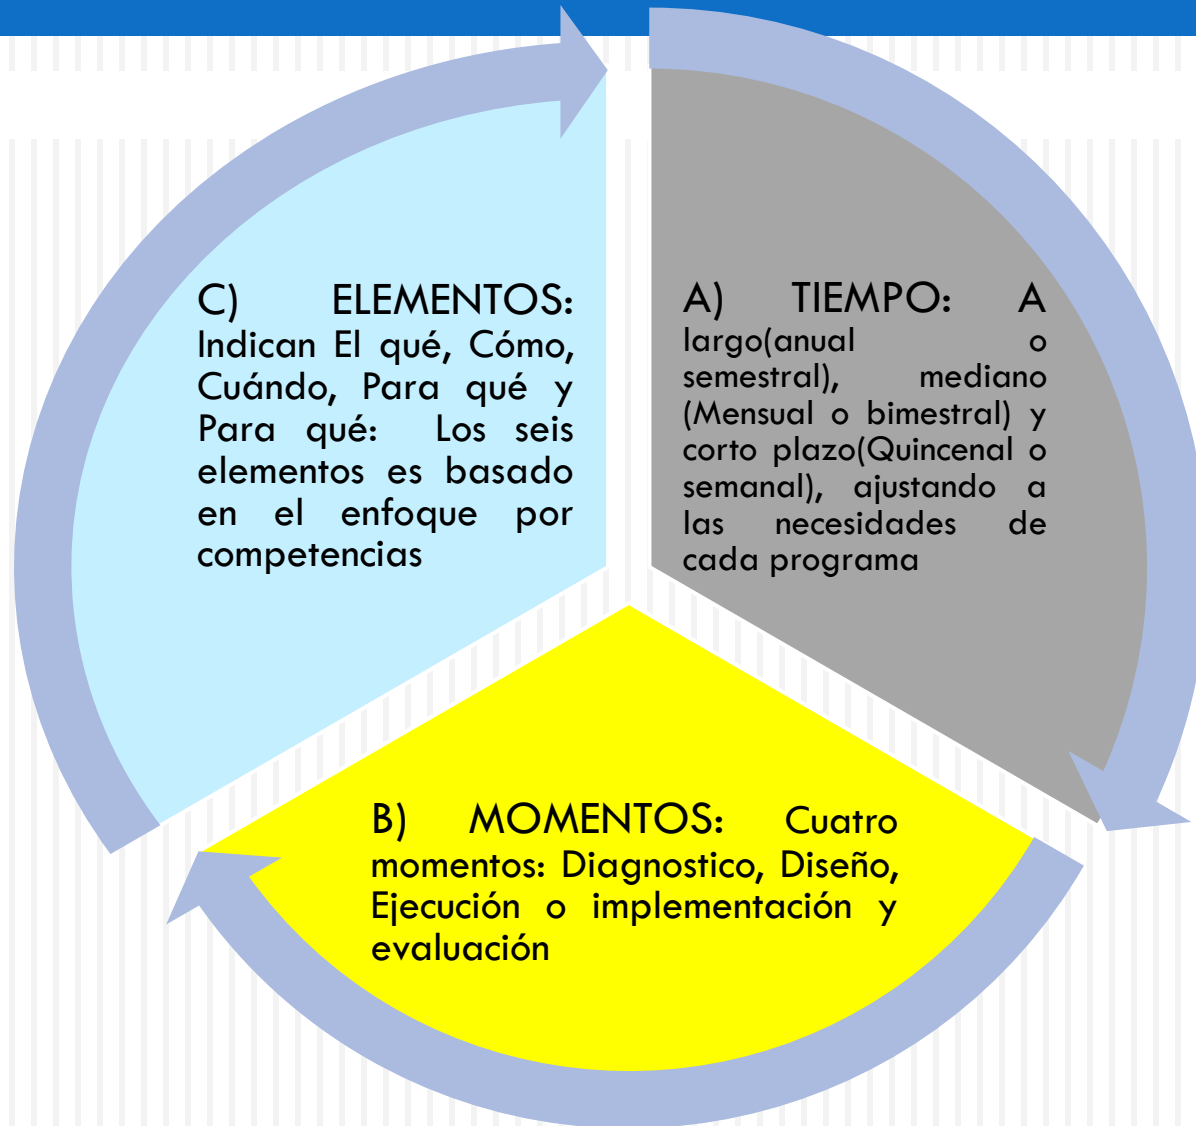 C) ELEMENTOS:
Indican El qué, Cómo,
Cuándo, Para qué y
Para qué: Los seis
elementos es basado
en el enfoque por
competencias
A) TIEMPO: A
largo(anual o
semestral), mediano
(Mensual o bimestral) y
corto plazo(Quincenal o
semanal), ajustando a
las necesidades de
cada programa
B) MOMENTOS: Cuatro
momentos: Diagnostico, Diseño,
Ejecución o implementación y
evaluación